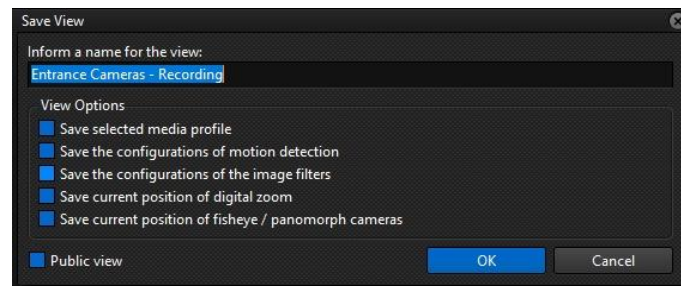 Save View
Inform a name for the view:
Entrance Cameras - Recording
View Options
Save selected media profile
Save the configurations of motion detection
Save the configurations of the image filters
Save current position of digital zoom
Save current position of fisheye / panomorph cameras
Public view
OK
Cancel